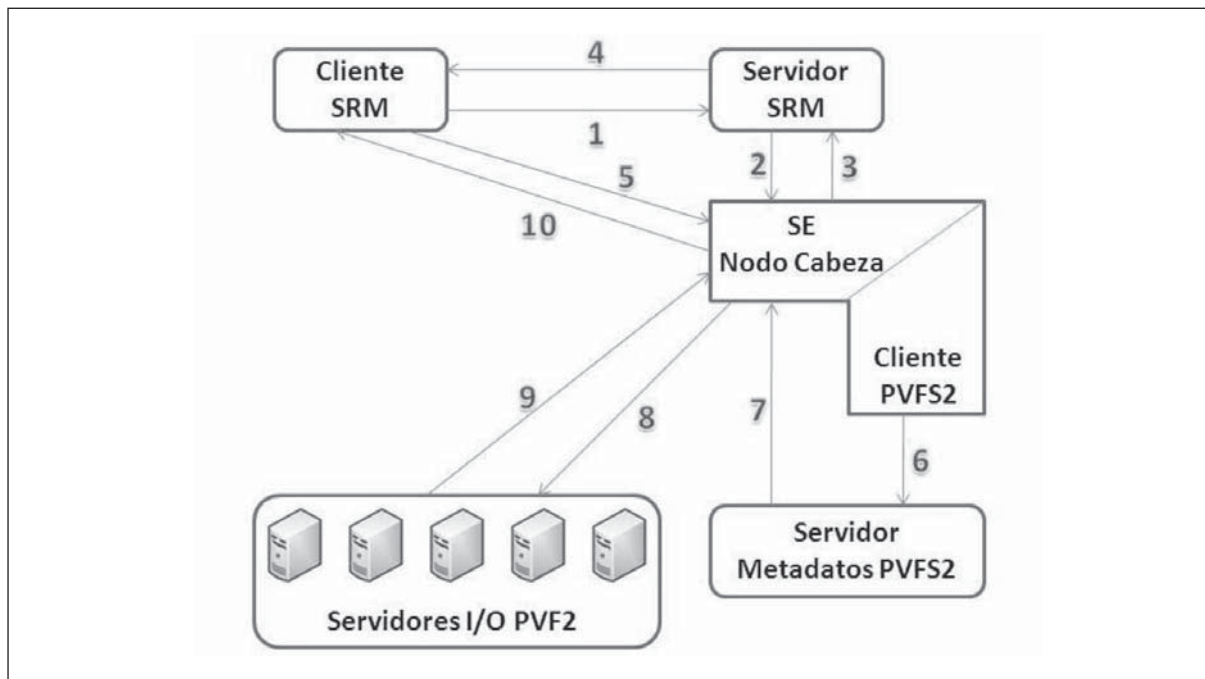 4
Cliente
SRM
Servidor
SRM
1
2
3
5
10
SE
Nodo Cabeza
Cliente
PVFS2
9
8
7
6
Servidor
Metadatos PVFS2
Servidores I/O PVF2